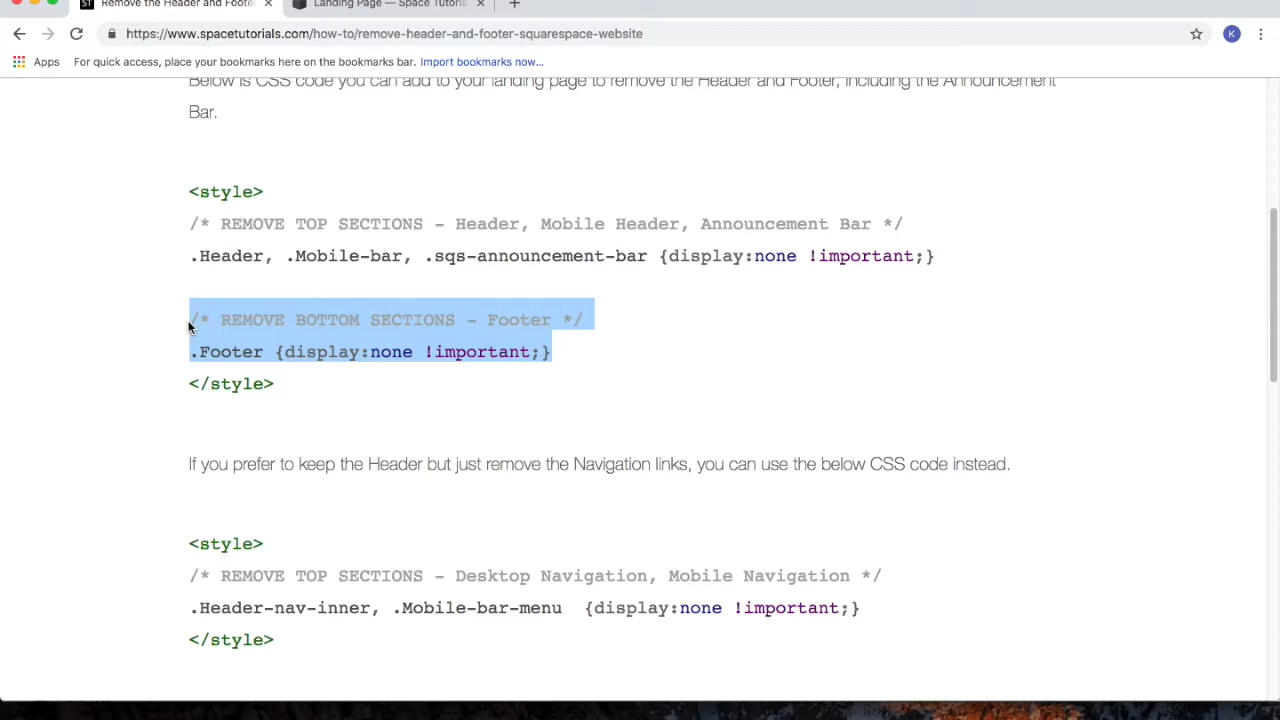 ST Remove the Header and Footer × Landing Page — Space Tutoria × +
https://www.spacetutorials.com/how-to/remove-header-and-footer-squarespace-website K
Apps For quick access, place your bookmarks here on the bookmarks bar. Import bookmarks now...
Below is CSS code you can add to your landing page to remove the Header and Footer, including the Announcement
Bar.
<style>
/* REMOVE TOP SECTIONS - Header, Mobile Header, Announcement Bar */
.Header, .Mobile-bar, .sqs-announcement-bar {display:none !important;}
/* REMOVE BOTTOM SECTIONS - Footer */
.Footer {display:none !important;}
</style>
If you prefer to keep the Header but just remove the Navigation links, you can use the below CSS code instead.
<style>
/* REMOVE TOP SECTIONS - Desktop Navigation, Mobile Navigation */
.Header-nav-inner, .Mobile-bar-menu {display:none !important;}
</style>